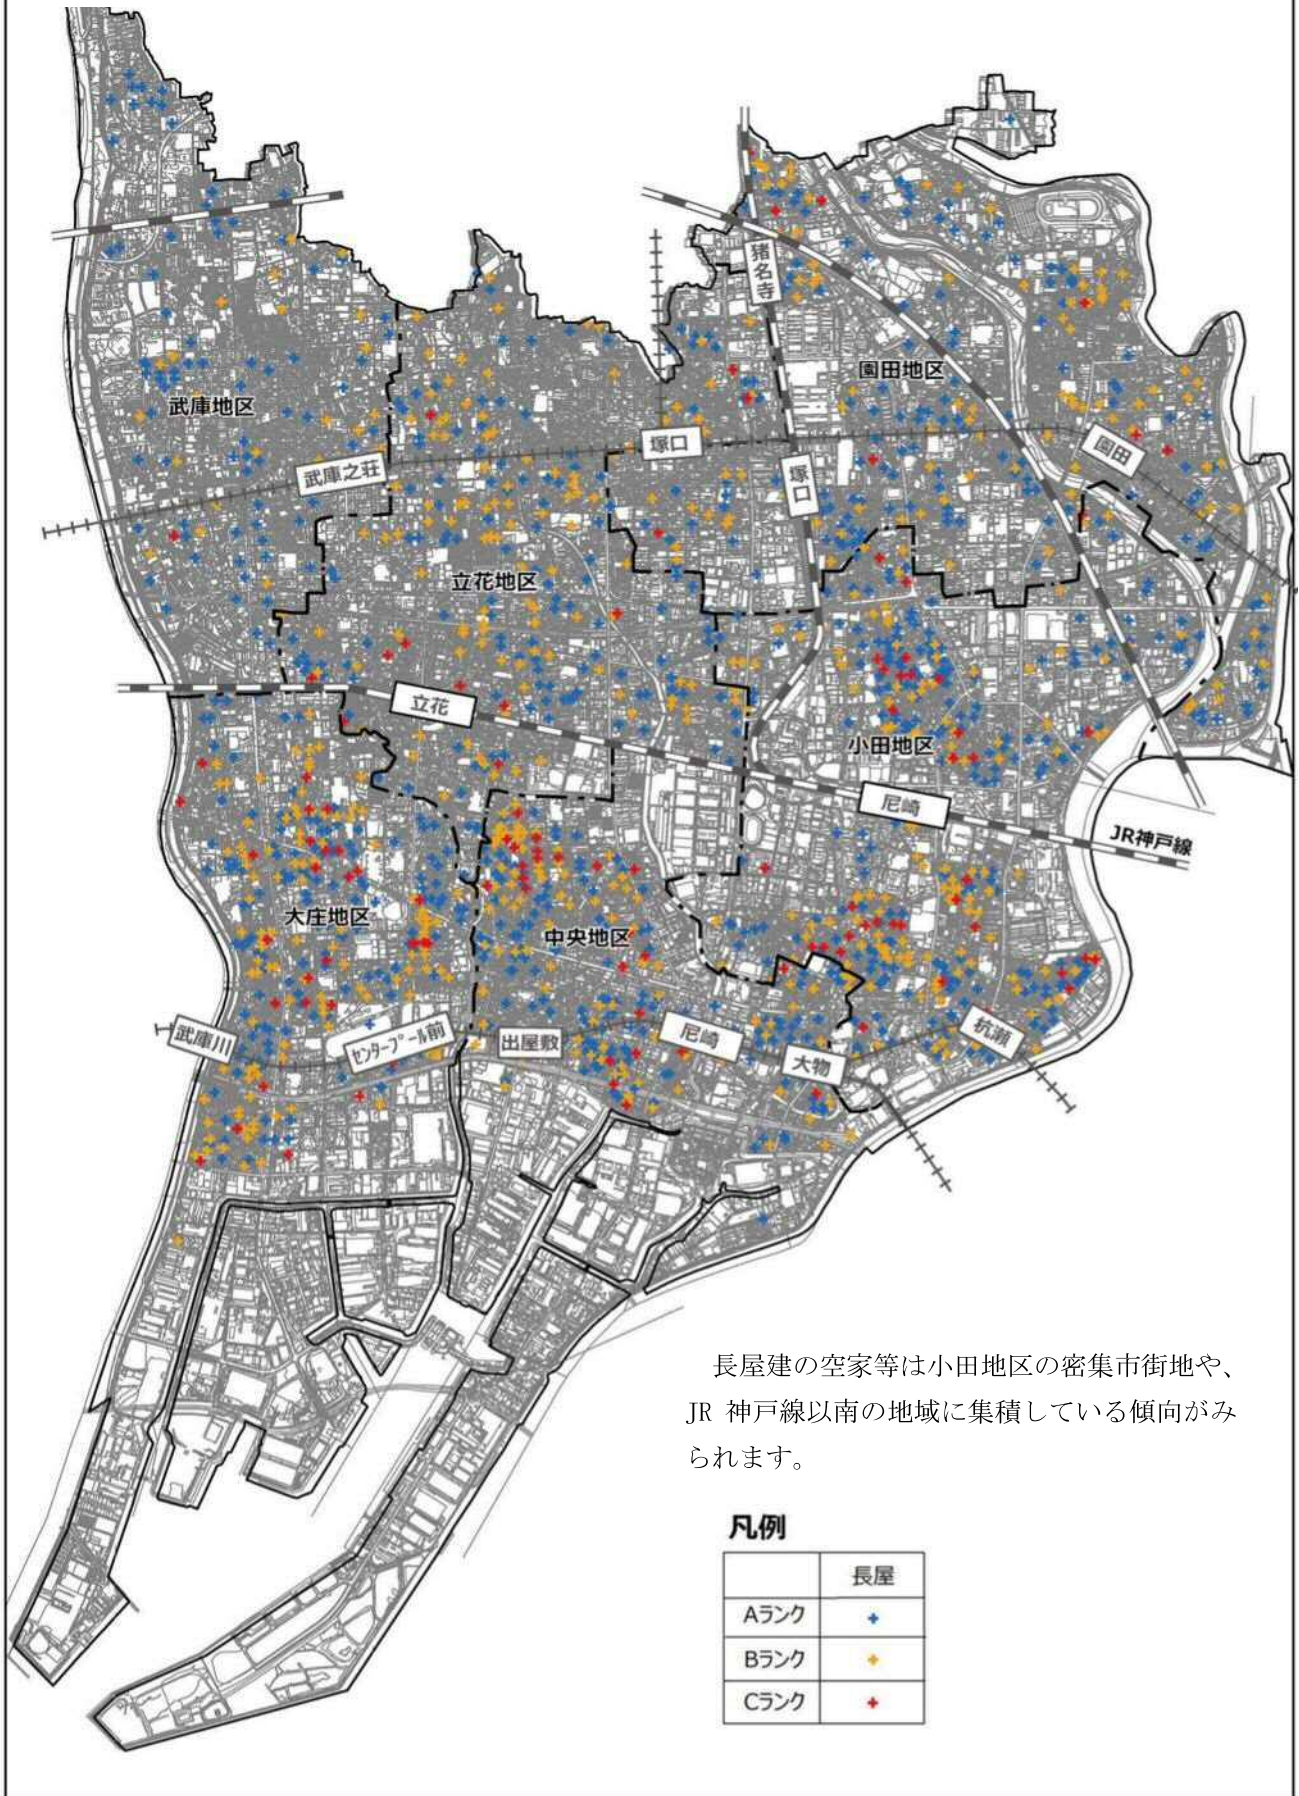 猪名寺
園田地区
武庫地区
塚口
園田
武庫之荘
塚口
立花地区
立花
小田地区
尼崎
JR神戸線
大庄地区
中央地区
武庫川
センタープール前
出屋敷
尼崎
大物
杭瀬
長屋建の空家等は小田地区の密集市街地や、
JR 神戸線以南の地域に集積している傾向がみ
られます。
凡例
長屋
Aランク
Bランク
Cランク